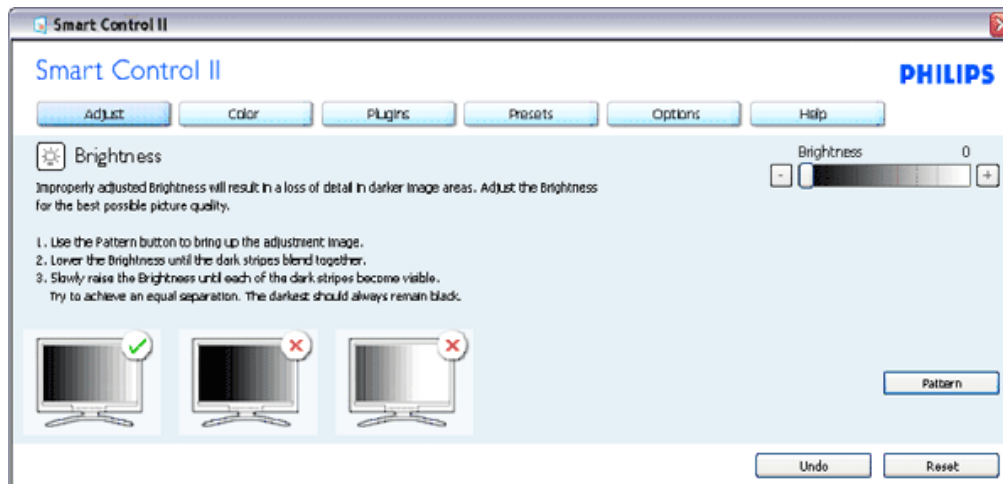 Smart Control II
Smart Control II
PHILIPS
Adjust Color Plugins Presets Options Help
Brightness
Brightness 0
- +
Improperly adjusted Brightness will result in a loss of detail in darker image areas. Adjust the Brightness
for the best possible picture quality.
1. Use the Pattern button to bring up the adjustment image.
2. Lower the Brightness until the dark stripes blend together.
3. Slowly raise the Brightness until each of the dark stripes become visible.
Try to achieve an equal separation. The darkest should always remain black.
Pattern
Undo Reset